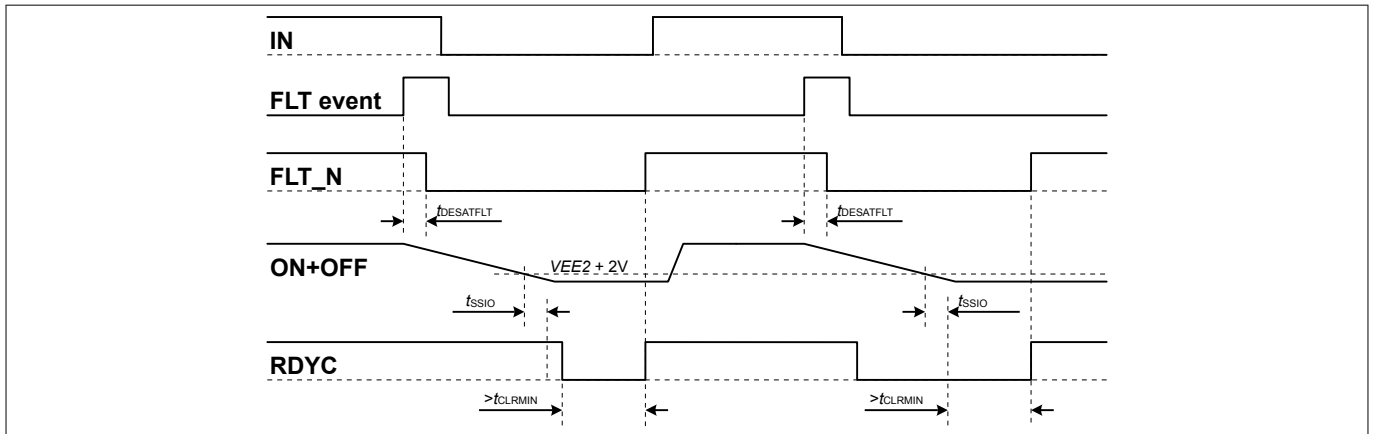 IN
FLT event
FLT_N
tDESATFLT tDESATFLT
ON+OFF VEE2 + 2V
tSSIO tSSIO
RDYC
>tCLRMIN >tCLRMIN